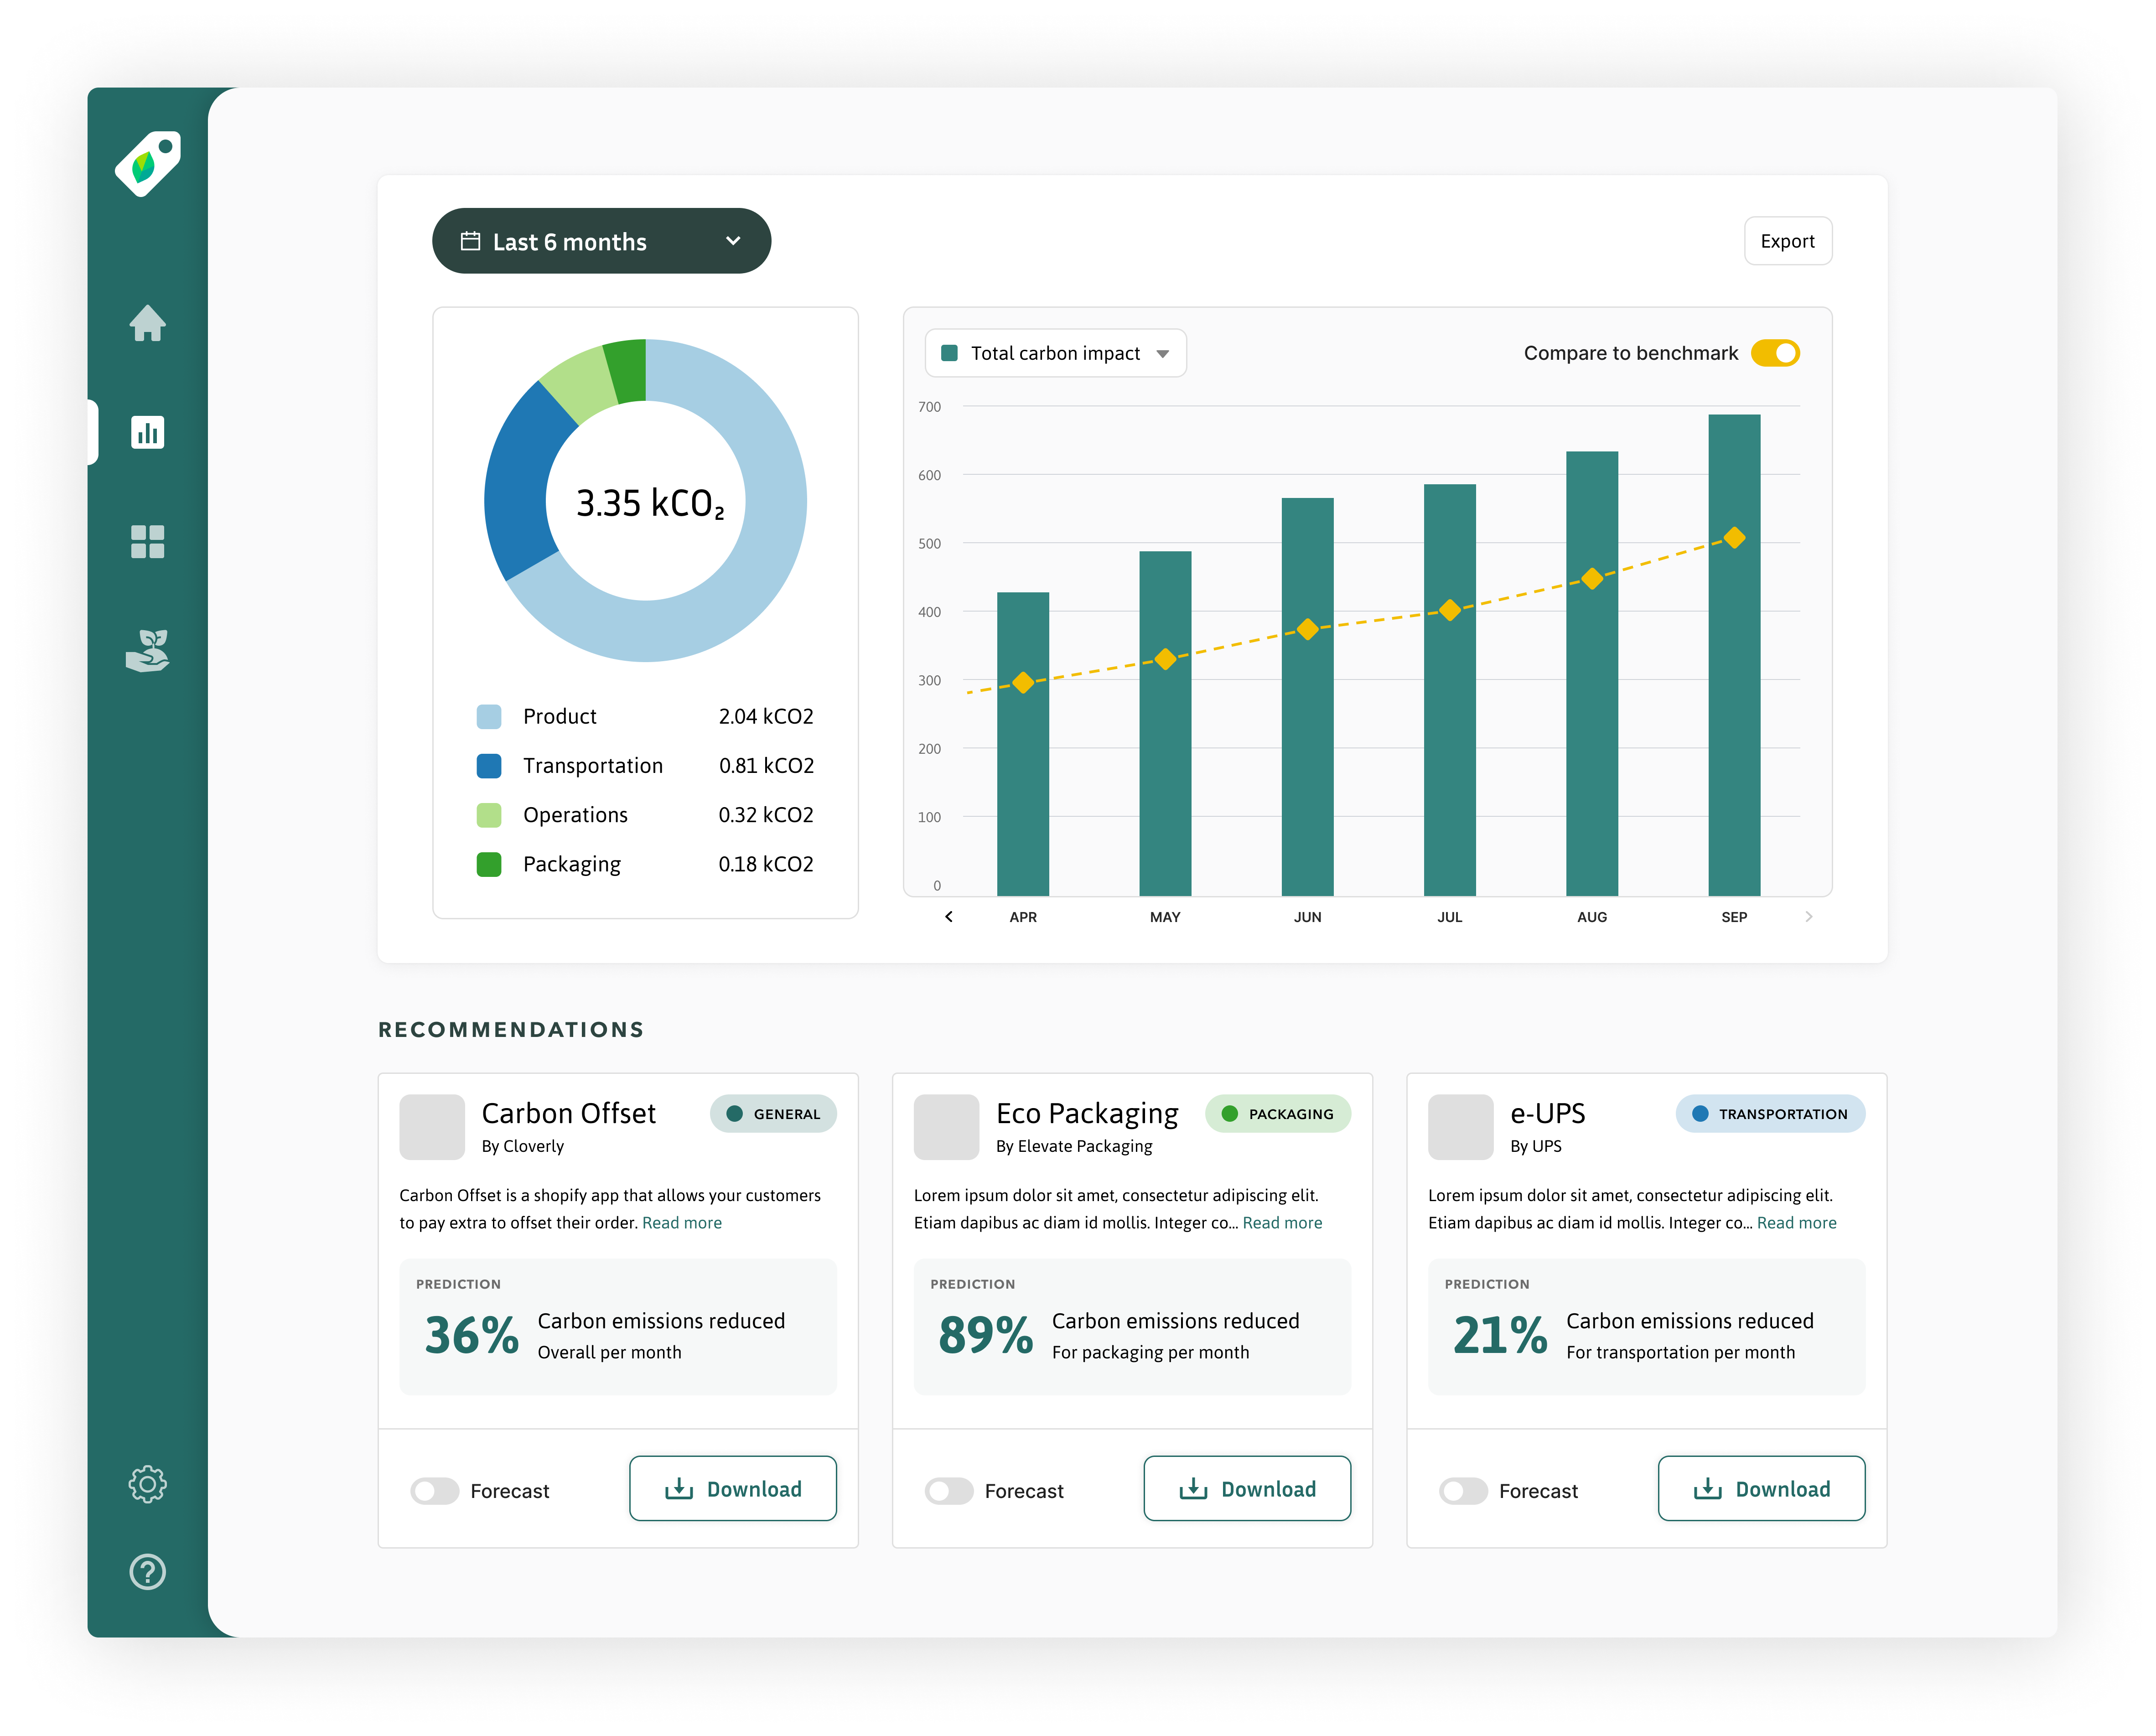 Last 6 months
Export
3.35 kCO₂
Product 2.04 kCO2
Transportation 0.81 kCO2
Operations 0.32 kCO2
Packaging 0.18 kCO2
Total carbon impact
Compare to benchmark
700
600
500
400
300
200
100
0
APR MAY JUN JUL AUG SEP
RECOMMENDATIONS
Carbon Offset
GENERAL
By Cloverly
Carbon Offset is a shopify app that allows your customers
to pay extra to offset their order. Read more
PREDICTION
36%
Carbon emissions reduced
Overall per month
Forecast
Download
Eco Packaging
PACKAGING
By Elevate Packaging
Lorem ipsum dolor sit amet, consectetur adipiscing elit.
Etiam dapibus ac diam id mollis. Integer co... Read more
PREDICTION
89%
Carbon emissions reduced
For packaging per month
Forecast
Download
e-UPS
TRANSPORTATION
By UPS
Lorem ipsum dolor sit amet, consectetur adipiscing elit.
Etiam dapibus ac diam id mollis. Integer co... Read more
PREDICTION
21%
Carbon emissions reduced
For transportation per month
Forecast
Download